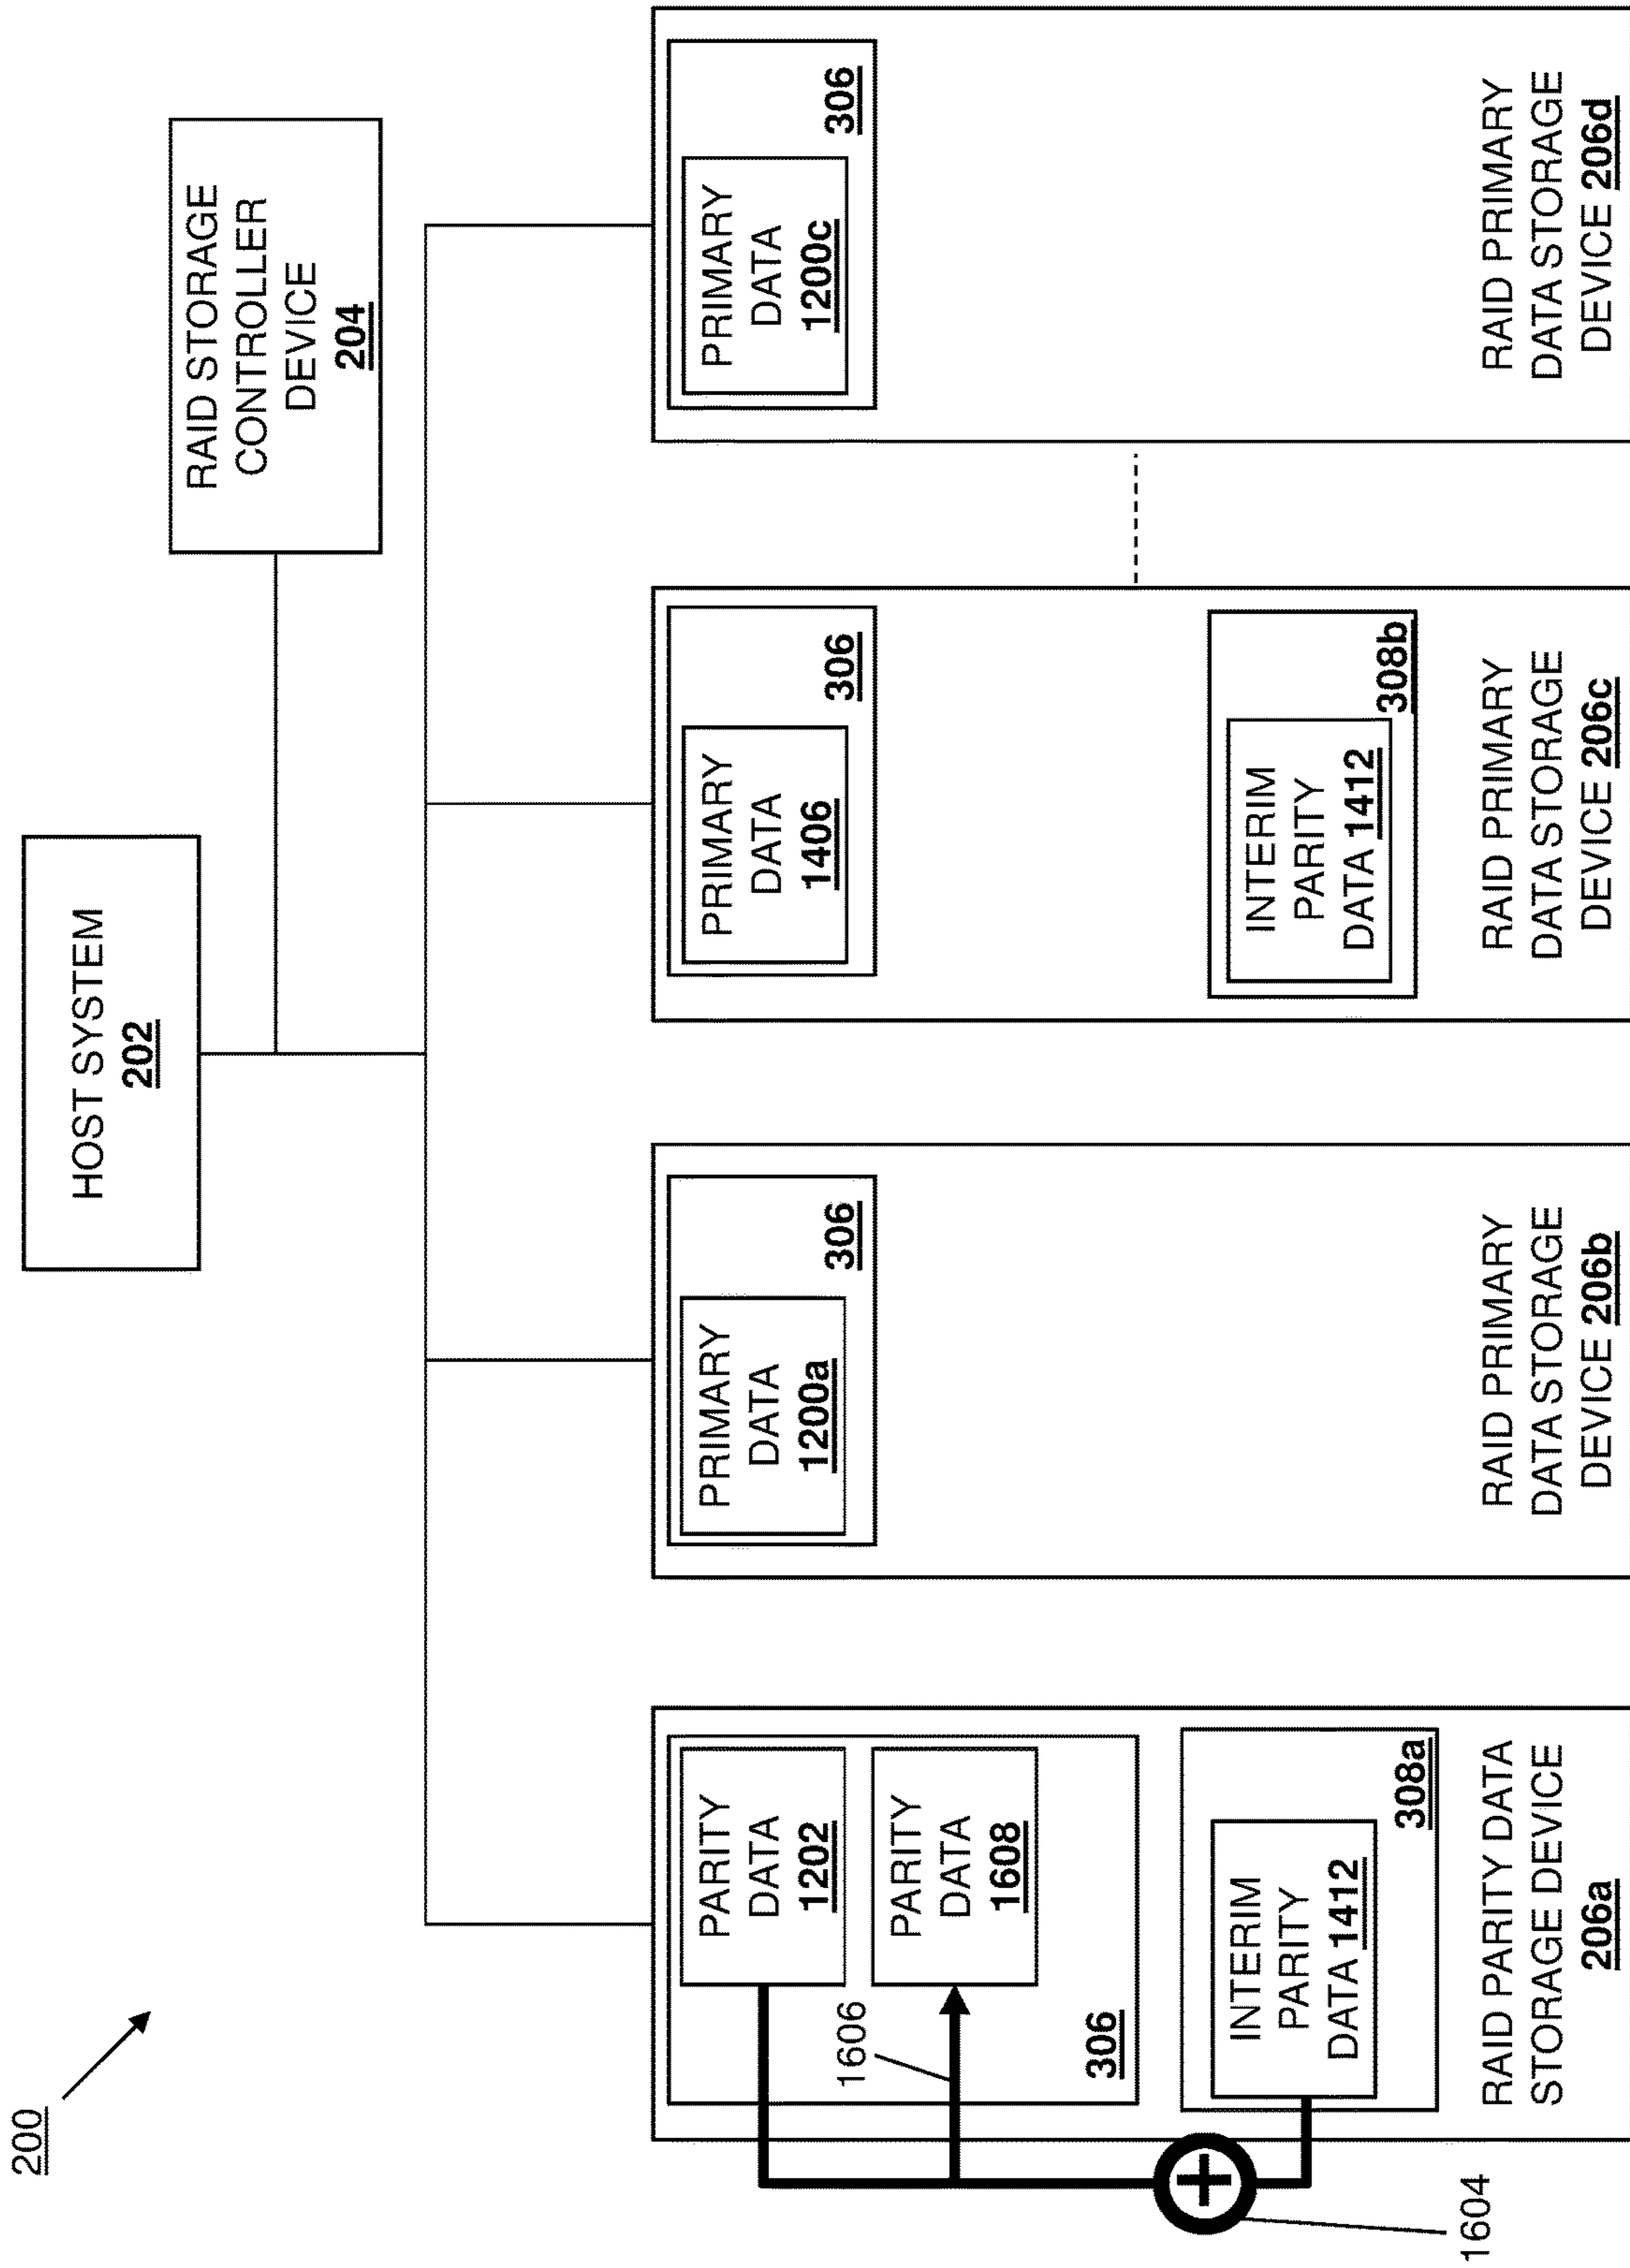 200
HOST SYSTEM
202
RAID STORAGE
CONTROLLER
DEVICE
204
PARITY
DATA
1202
PARITY
DATA
1608
1606
306
INTERIM
PARITY
DATA 1412
308a
RAID PARITY DATA
STORAGE DEVICE
206a
1604
PRIMARY
DATA
1200a
306
RAID PRIMARY
DATA STORAGE
DEVICE 206b
PRIMARY
DATA
1406
306
INTERIM
PARITY
DATA 1412
308b
RAID PRIMARY
DATA STORAGE
DEVICE 206c
PRIMARY
DATA
1200c
306
RAID PRIMARY
DATA STORAGE
DEVICE 206d